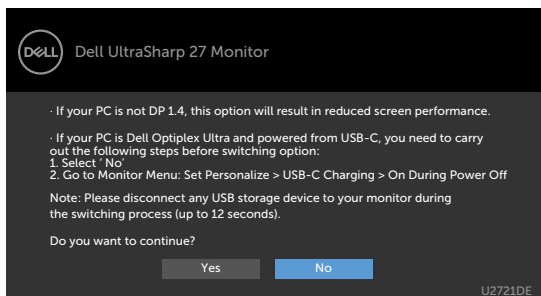 DELL
Dell UltraSharp 27 Monitor
· If your PC is not DP 1.4, this option will result in reduced screen performance.
· If your PC is Dell Optiplex Ultra and powered from USB-C, you need to carry
out the following steps before switching option:
1. Select ‘ No’
2. Go to Monitor Menu: Set Personalize > USB-C Charging > On During Power Off
Note: Please disconnect any USB storage device to your monitor during
the switching process (up to 12 seconds).
Do you want to continue?
Yes No
U2721DE